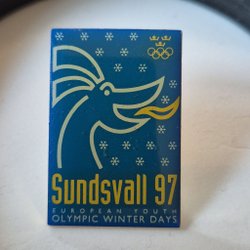 Sundsvall 97
EUROPEAN YOUTH
OLYMPIC WINTER DAYS